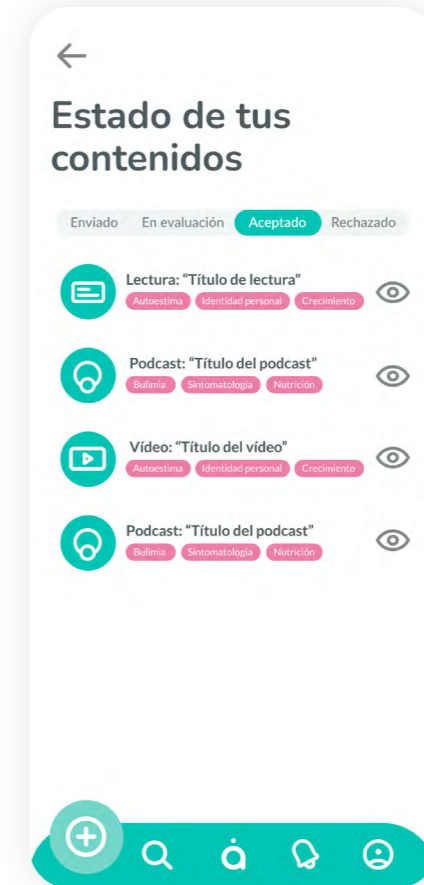 Estado de tus
contenidos
Enviado En evaluación Aceptado Rechazado
Lectura: “Título de lectura”
Autoestima Identidad personal Crecimiento
Podcast: “Título del podcast”
Bulimia Sintomatología Nutrición
Vídeo: “Título del vídeo”
Autoestima Identidad personal Crecimiento
Podcast: “Título del podcast”
Bulimia Sintomatología Nutrición